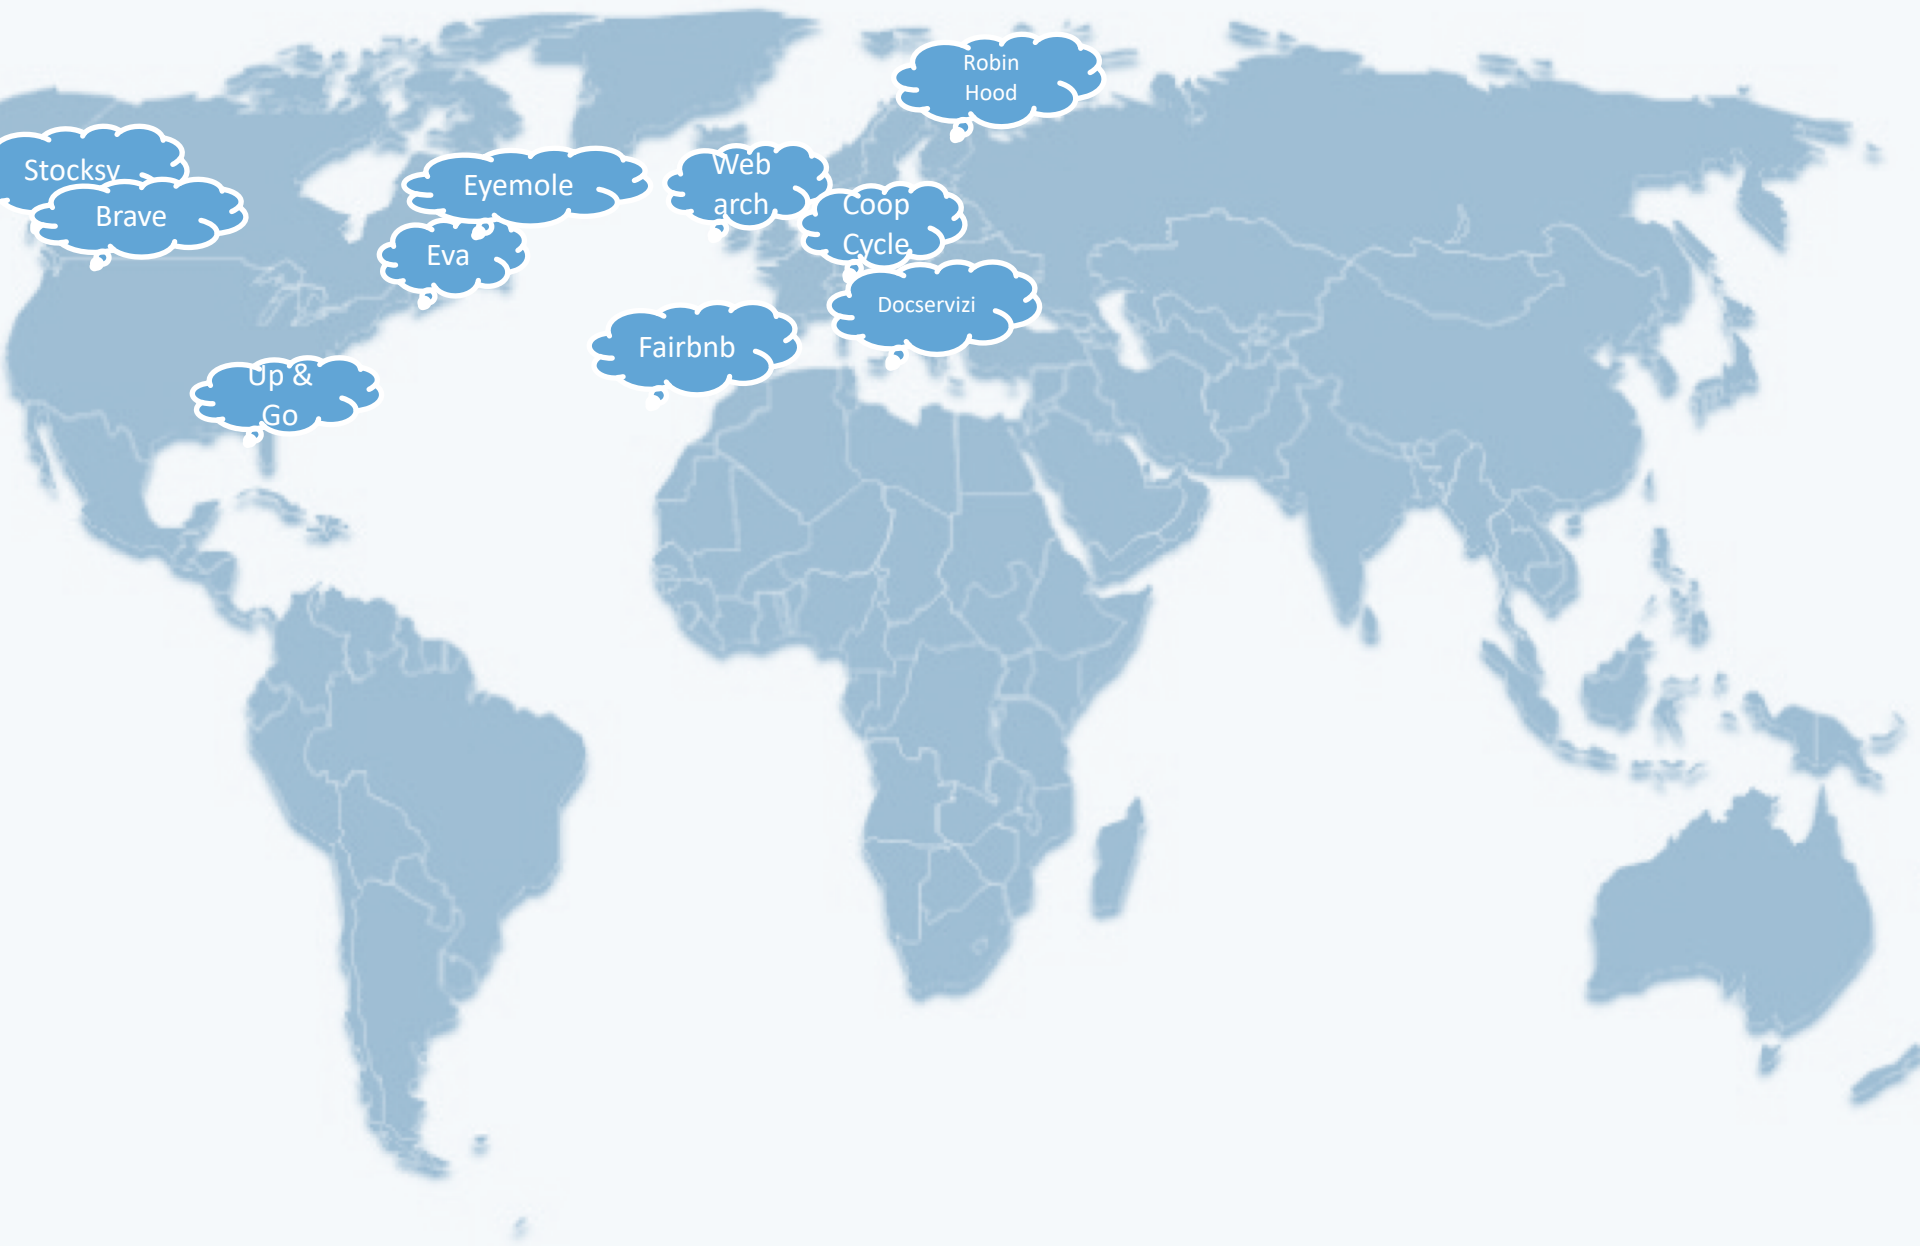 Robin
Hood
Stocksy
Brave
Eyemole
Web
arch
Coop
Cycle
Eva
Docservizi
Fairbnb
Up &
Go